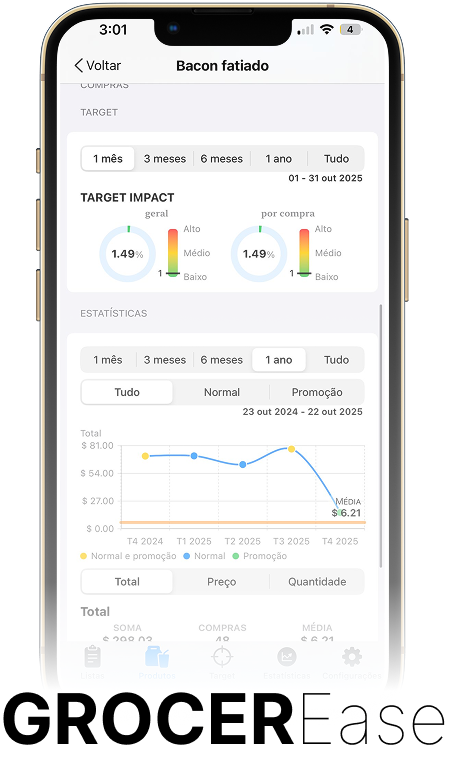 3:01
4
Voltar
Bacon fatiado
COMPRAS
TARGET
1 mês 3 meses 6 meses 1 ano Tudo
01 - 31 out 2025
TARGET IMPACT
geral por compra
Alto Alto
1.49% Médio 1.49% Médio
1 Baixo 1 Baixo
ESTATÍSTICAS
1 mês 3 meses 6 meses 1 ano Tudo
Tudo Normal Promoção
23 out 2024 - 22 out 2025
Total
$ 81.00
$ 54.00
$ 27.00
$ 0.00
MÉDIA
$ 6.21
T4 2024 T1 2025 T2 2025 T3 2025 T4 2025
Normal e promoção Normal Promoção
Total Preço Quantidade
Total
SOMA COMPRAS MÉDIA
$ 298.03 48 $ 6.21
GROCEREase